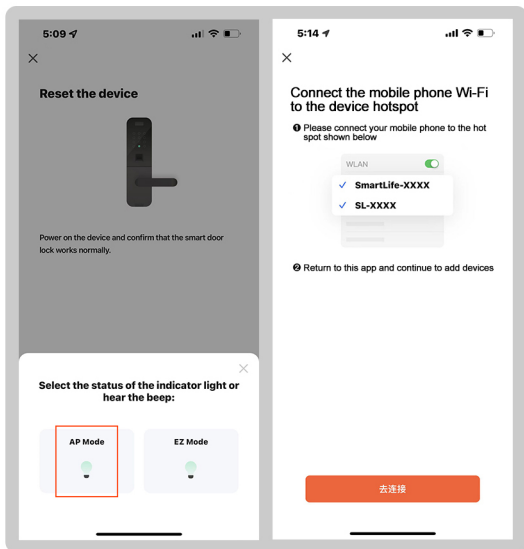 5:09
Reset the device
Power on the device and confirm that the smart door
lock works normally.
Select the status of the indicator light or
hear the beep:
AP Mode
EZ Mode
5:14
Connect the mobile phone Wi-Fi
to the device hotspot
❶ Please connect your mobile phone to the hot
spot shown below
WLAN
✓ SmartLife-XXXX
✓ SL-XXXX
❷ Return to this app and continue to add devices
去连接